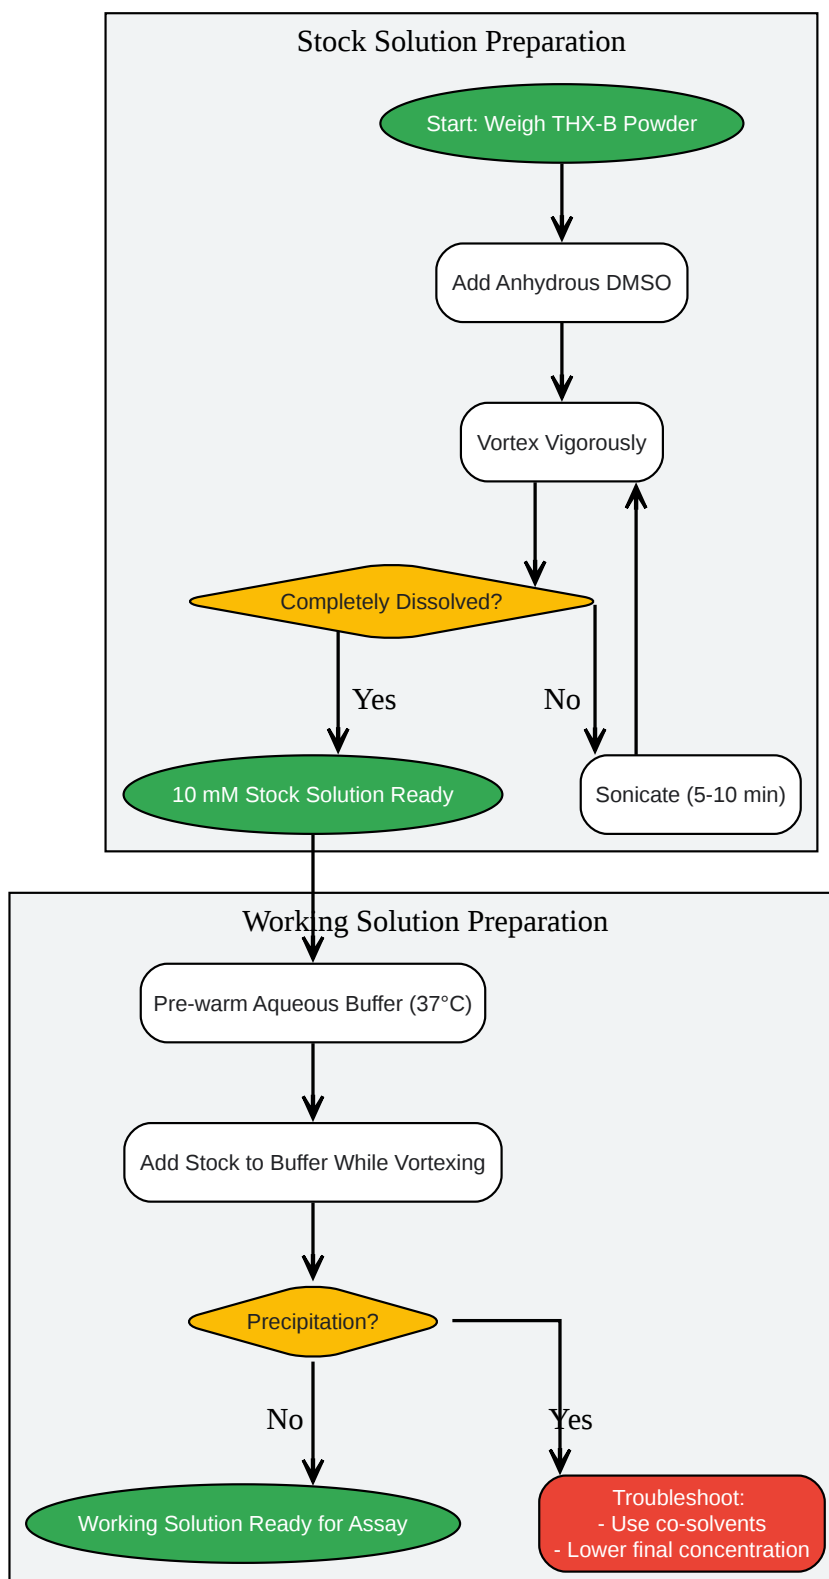 Stock Solution Preparation
Start: Weigh THX-B Powder
Add Anhydrous DMSO
Vortex Vigorously
Completely Dissolved?
Yes
No
10 mM Stock Solution Ready
Sonicate (5-10 min)
Working Solution Preparation
Pre-warm Aqueous Buffer (37°C)
Add Stock to Buffer While Vortexing
Precipitation?
No
Yes
Working Solution Ready for Assay
Troubleshoot:
- Use co-solvents
- Lower final concentration